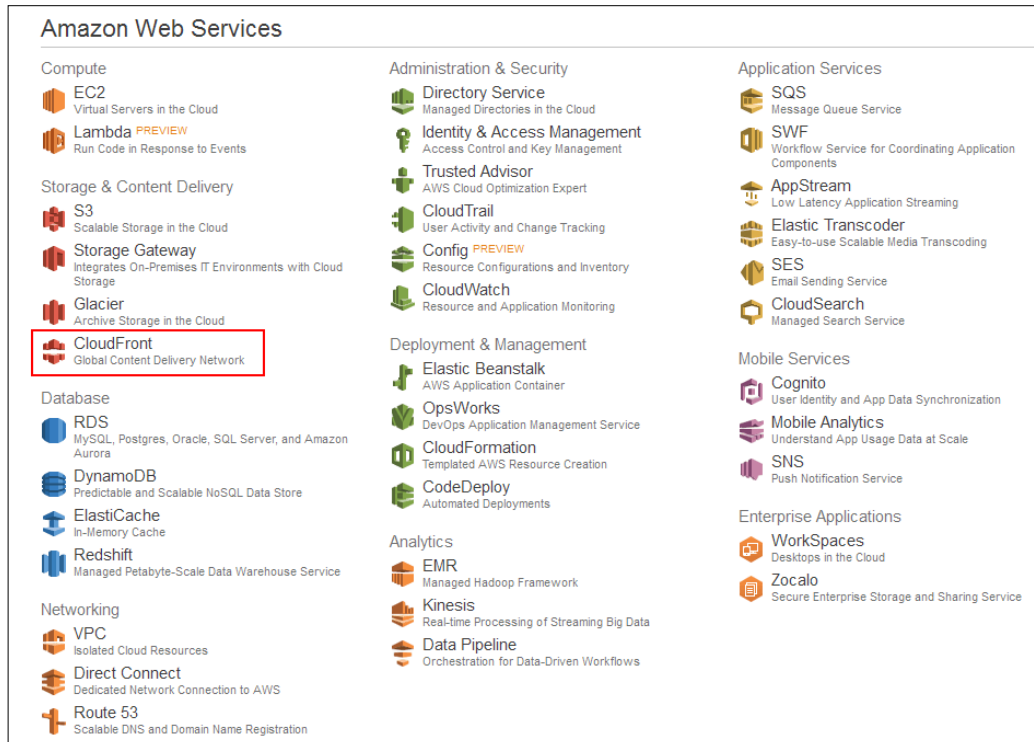 Amazon Web Services
Compute
EC2
Virtual Servers in the Cloud
Lambda PREVIEW
Run Code in Response to Events
Storage & Content Delivery
S3
Scalable Storage in the Cloud
Storage Gateway
Integrates On-Premises IT Environments with Cloud
Storage
Glacier
Archive Storage in the Cloud
CloudFront
Global Content Delivery Network
Database
RDS
MySQL, Postgres, Oracle, SQL Server, and Amazon
Aurora
DynamoDB
Predictable and Scalable NoSQL Data Store
ElastiCache
In-Memory Cache
Redshift
Managed Petabyte-Scale Data Warehouse Service
Networking
VPC
Isolated Cloud Resources
Direct Connect
Dedicated Network Connection to AWS
Route 53
Scalable DNS and Domain Name Registration
Administration & Security
Directory Service
Managed Directories in the Cloud
Identity & Access Management
Access Control and Key Management
Trusted Advisor
AWS Cloud Optimization Expert
CloudTrail
User Activity and Change Tracking
Config PREVIEW
Resource Configurations and Inventory
CloudWatch
Resource and Application Monitoring
Deployment & Management
Elastic Beanstalk
AWS Application Container
OpsWorks
DevOps Application Management Service
CloudFormation
Templated AWS Resource Creation
CodeDeploy
Automated Deployments
Analytics
EMR
Managed Hadoop Framework
Kinesis
Real-time Processing of Streaming Big Data
Data Pipeline
Orchestration for Data-Driven Workflows
Application Services
SQS
Message Queue Service
SWF
Workflow Service for Coordinating Application
Components
AppStream
Low Latency Application Streaming
Elastic Transcoder
Easy-to-use Scalable Media Transcoding
SES
Email Sending Service
CloudSearch
Managed Search Service
Mobile Services
Cognito
User Identity and App Data Synchronization
Mobile Analytics
Understand App Usage Data at Scale
SNS
Push Notification Service
Enterprise Applications
WorkSpaces
Desktops in the Cloud
Zocalo
Secure Enterprise Storage and Sharing Service